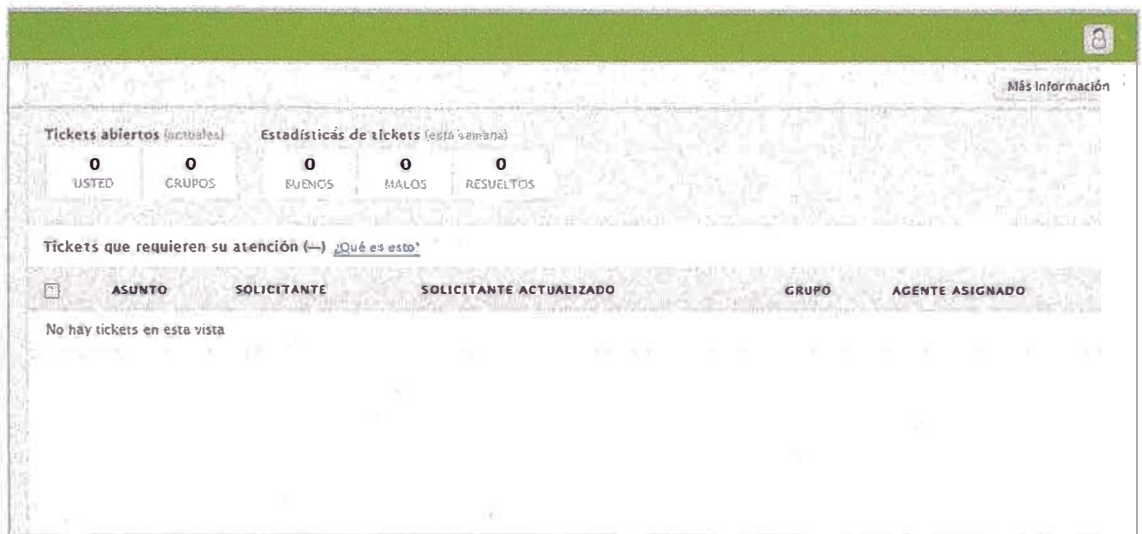 Más información
Tickets abiertos (actuales) Estadísticas de tickets (esta semana)
0 0 0 0 0
USTED GRUPOS BUENOS MALOS RESUELTOS
Tickets que requieren su atención (—) ¿Qué es esto?
ASUNTO SOLICITANTE SOLICITANTE ACTUALIZADO GRUPO AGENTE ASIGNADO
No hay tickets en esta vista